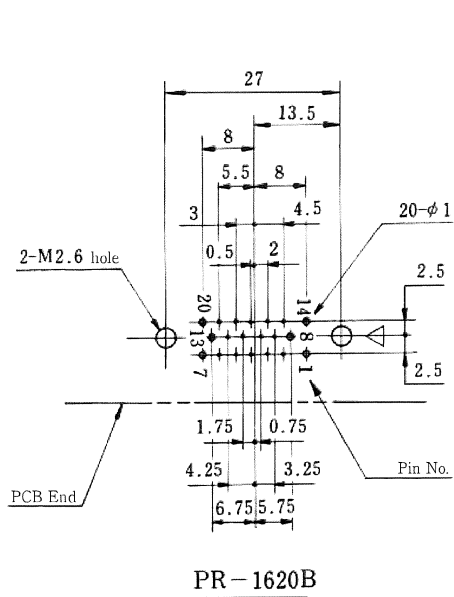 27
13.5
8
5.5 8
3 4.5
20-φ1
0.5 2
2-M2.6 hole
2.5
20 14
13 8
7 1
2.5
1.75 0.75
4.25 3.25
Pin No.
PCB End
6.75 5.75
PR-1620B